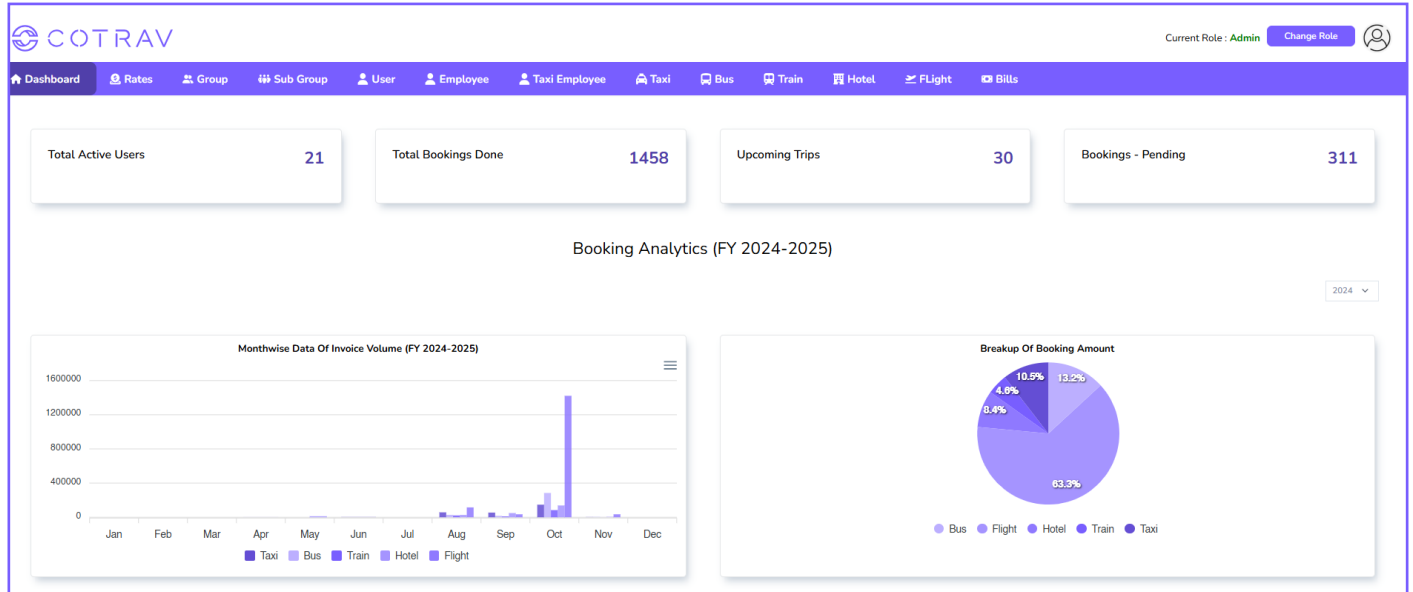 COTRAV
Current Role : Admin Change Role
Dashboard Rates Group Sub Group User Employee Taxi Employee Taxi Bus Train Hotel FLight Bills
Total Active Users 21 Total Bookings Done 1458 Upcoming Trips 30 Bookings - Pending 311
Booking Analytics (FY 2024-2025)
2024
Monthwise Data Of Invoice Volume (FY 2024-2025)
1600000
1200000
800000
400000
0
Jan Feb Mar Apr May Jun Jul Aug Sep Oct Nov Dec
Taxi Bus Train Hotel Flight
Breakup Of Booking Amount
10.5% 13.2%
4.6%
8.4%
63.3%
Bus Flight Hotel Train Taxi